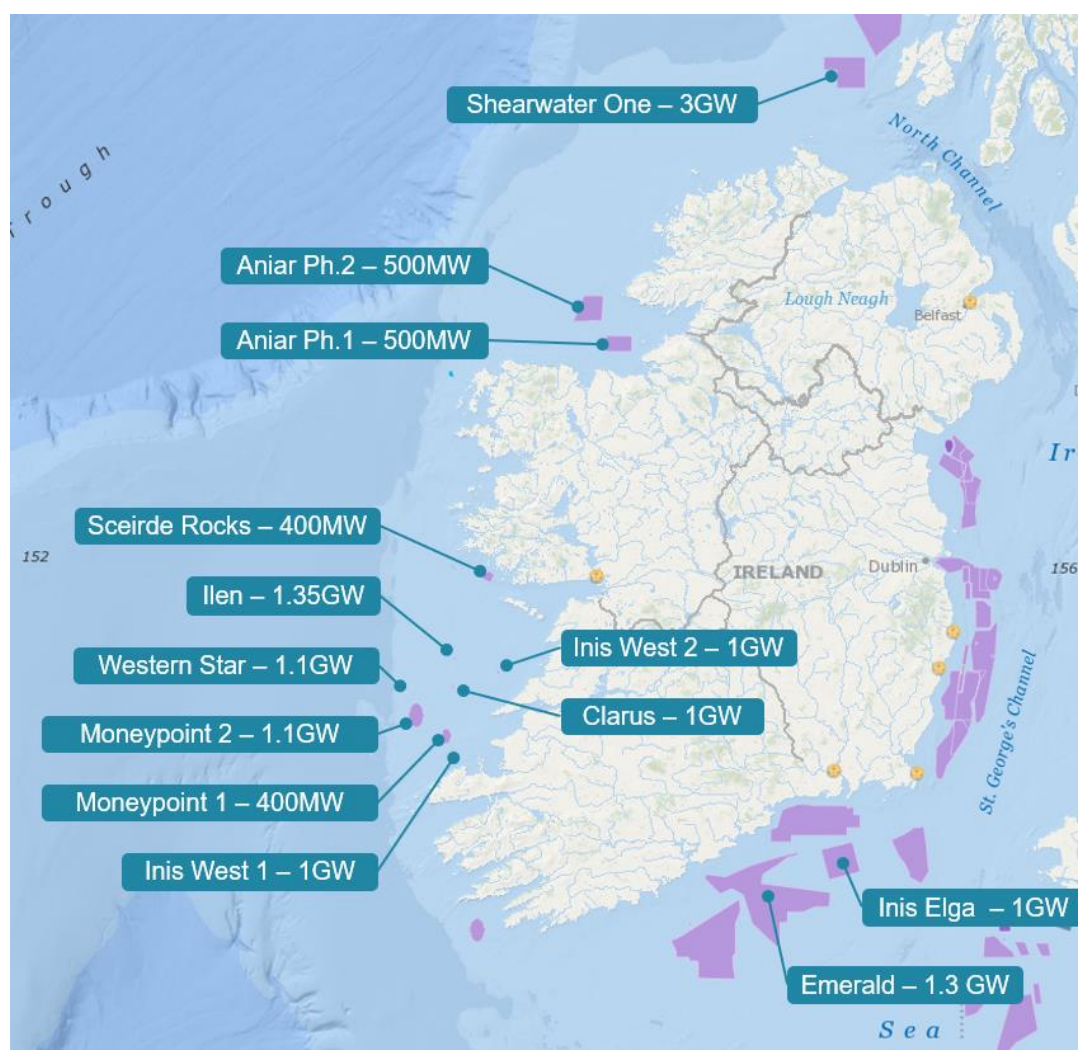 Shearwater One – 3GW
North Channel
Trough
Aniar Ph.2 – 500MW
Lough Neagh
Belfast
Aniar Ph.1 – 500MW
Sceirde Rocks – 400MW
152
IRELAND
Dublin
156
Ilen – 1.35GW
Inis West 2 – 1GW
Western Star – 1.1GW
Clarus – 1GW
Moneypoint 2 – 1.1GW
St. George's Channel
Moneypoint 1 – 400MW
Inis West 1 – 1GW
Inis Elga – 1GW
Emerald – 1.3 GW
Sea